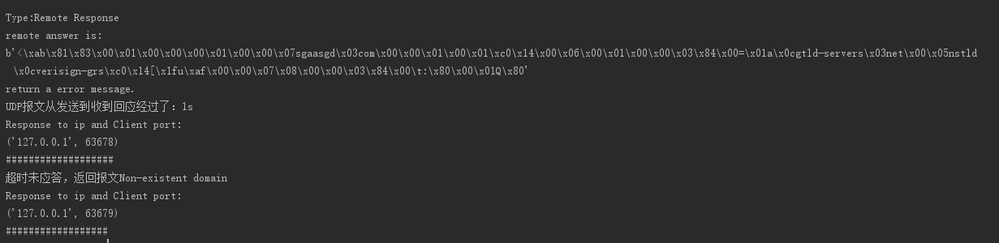 Type:Remote Response
remote answer is:
b'<\xab\x81\x83\x00\x01\x00\x00\x00\x01\x00\x00\x07sgaasgd\x03com\x00\x00\x01\x00\x01\xc0\x14\x00\x06\x00\x01\x00\x00\x03\x84\x00=\x01a\x0cgtld-servers\x03net\x00\x05nstld
\x0cverisign-grs\xc0\x14[\x1fu\xaf\x00\x00\x07\x08\x00\x00\x03\x84\x00\t:\x80\x00\x01Q\x80'
return a error message.
UDP报文从发送到收到回应经过了：1s
Response to ip and Client port:
('127.0.0.1', 63678)
###################
超时未应答，返回报文Non-existent domain
Response to ip and Client port:
('127.0.0.1', 63679)
##################